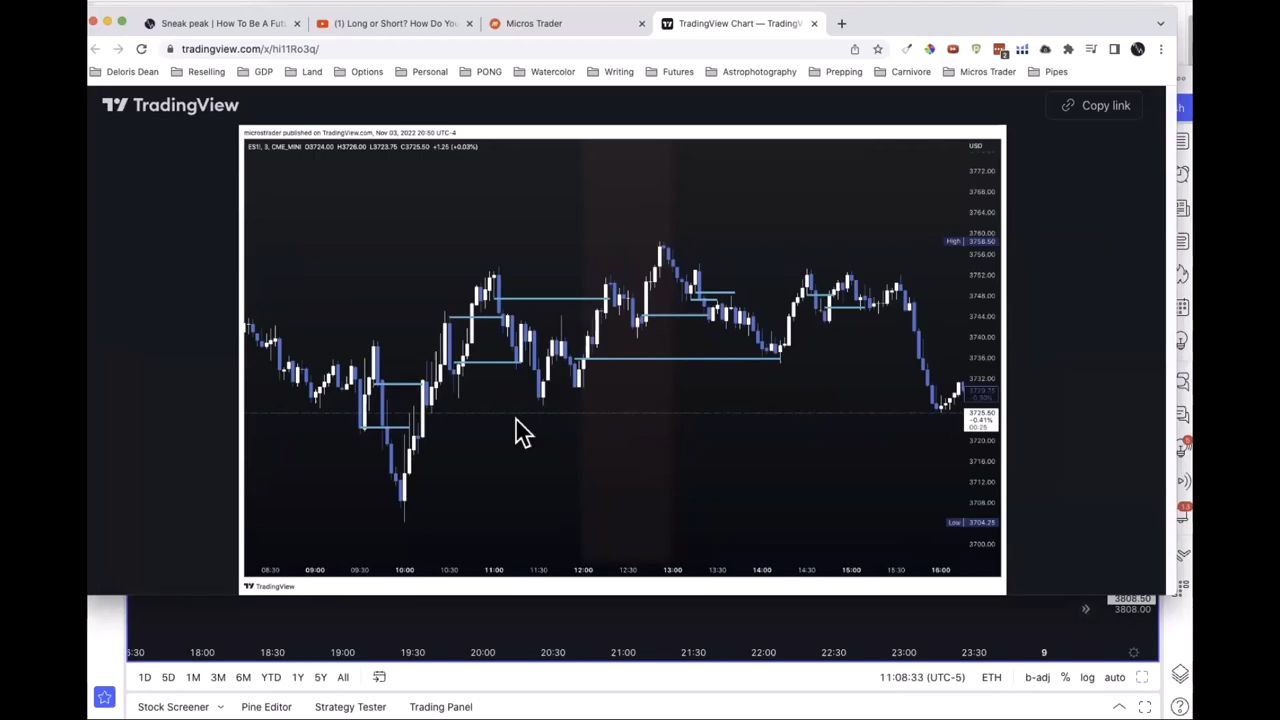 Sneak peak | How To Be A Futu
(1) Long or Short? How Do You
Micros Trader
TradingView Chart — TradingV
tradingview.com/x/hi11Ro3q/
2
Deloris Dean
Reselling
GDP
Land
Options
Personal
PONG
Watercolor
Writing
Futures
Astrophotography
Prepping
Carnivore
Micros Trader
Pipes
TradingView
Copy link
microstrader published on TradingView.com, Nov 03, 2022 20:50 UTC-4
ES1!, 3, CME_MINI O3724.00 H3726.00 L3723.75 C3725.50 +1.25 (+0.03%)
USD
3772.00
3768.00
3764.00
3760.00
High 3758.50
3756.00
3752.00
3748.00
3744.00
3740.00
3736.00
3732.00
3725.50
−0.41%
00:25
3720.00
3716.00
3712.00
3708.00
Low 3704.25
3700.00
08:30 09:00 09:30 10:00 10:30 11:00 11:30 12:00 12:30 13:00 13:30 14:00 14:30 15:00 15:30 16:00
TradingView
5
13
3808.50
3808.00
18:00 18:30 19:00 19:30 20:00 20:30 21:00 21:30 22:00 22:30 23:00 23:30 9
1D 5D 1M 3M 6M YTD 1Y 5Y All
11:08:33 (UTC-5) ETH b-adj % log auto
Stock Screener
Pine Editor
Strategy Tester
Trading Panel